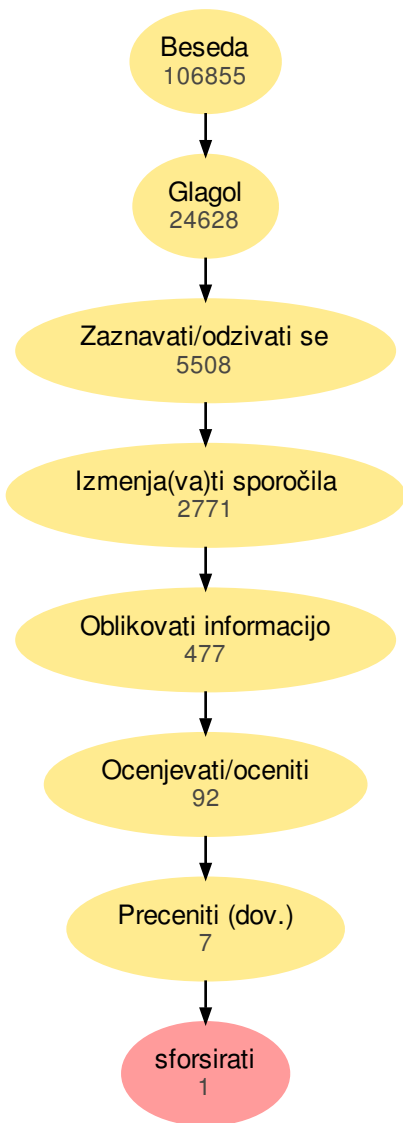 Beseda
106855
Glagol
24628
Zaznavati/odzivati se
5508
Izmenja(va)ti sporočila
2771
Oblikovati informacijo
477
Ocenjevati/oceniti
92
Preceniti (dov.)
7
sforsirati
1